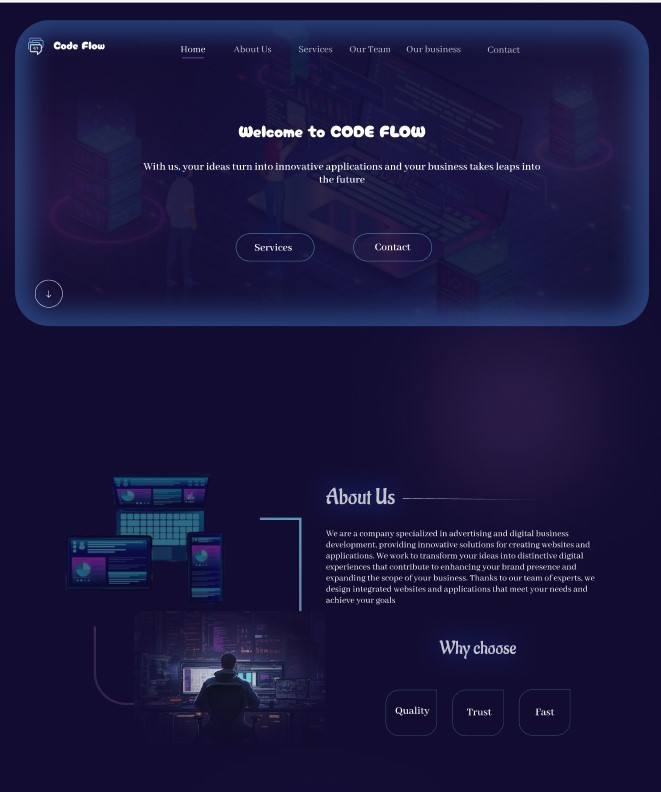 Code Flow
Home About Us Services Our Team Our business Contact
Welcome to CODE FLOW
With us, your ideas turn into innovative applications and your business takes leaps into
the future
Services Contact
About Us
We are a company specialized in advertising and digital business
development, providing innovative solutions for creating websites and
applications. We work to transform your ideas into distinctive digital
experiences that contribute to enhancing your brand presence and
expanding the scope of your business. Thanks to our team of experts, we
design integrated websites and applications that meet your needs and
achieve your goals
Why choose
Quality Trust Fast